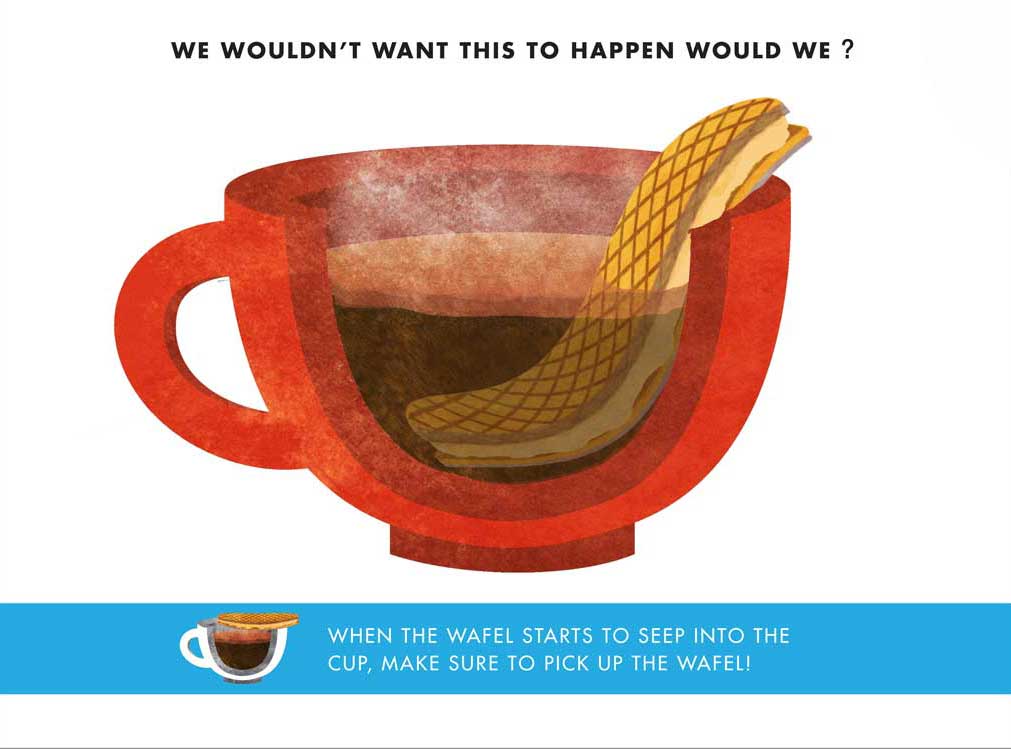 WE WOULDN'T WANT THIS TO HAPPEN WOULD WE ?
WHEN THE WAFEL STARTS TO SEEP INTO THE
CUP, MAKE SURE TO PICK UP THE WAFEL!